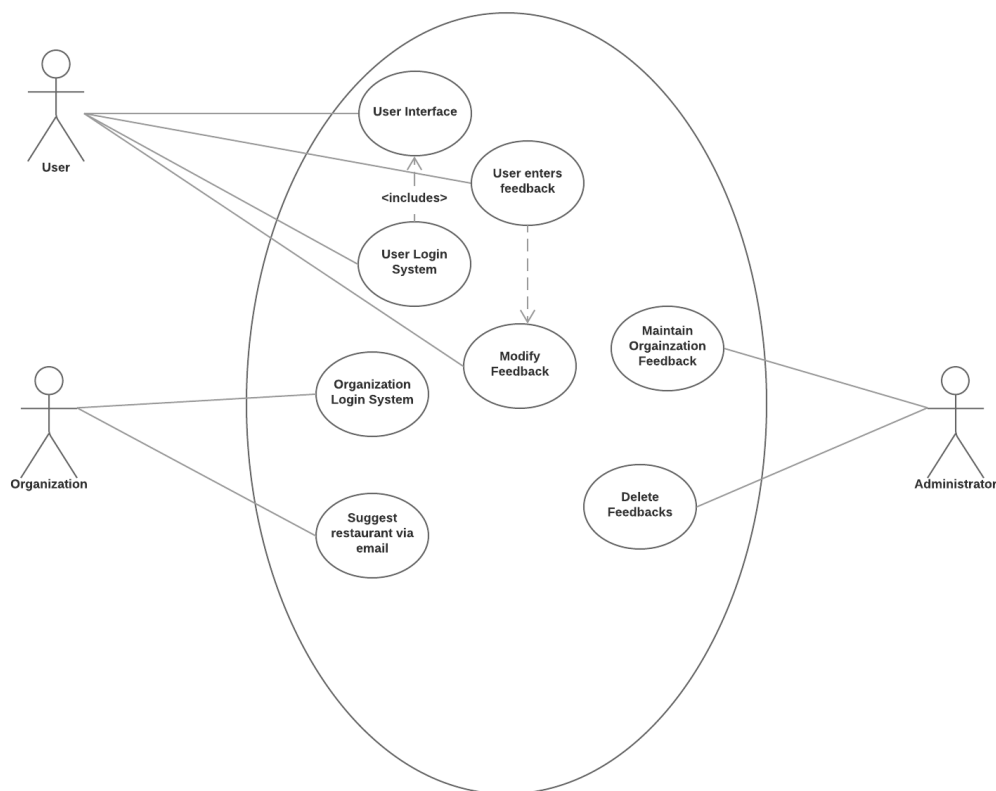 User Interface
User enters
feedback
User
<includes>
User Login
System
Maintain
Orgainzation
Feedback
Modify
Feedback
Organization
Login System
Organization
Administrator
Delete
Feedbacks
Suggest
restaurant via
email